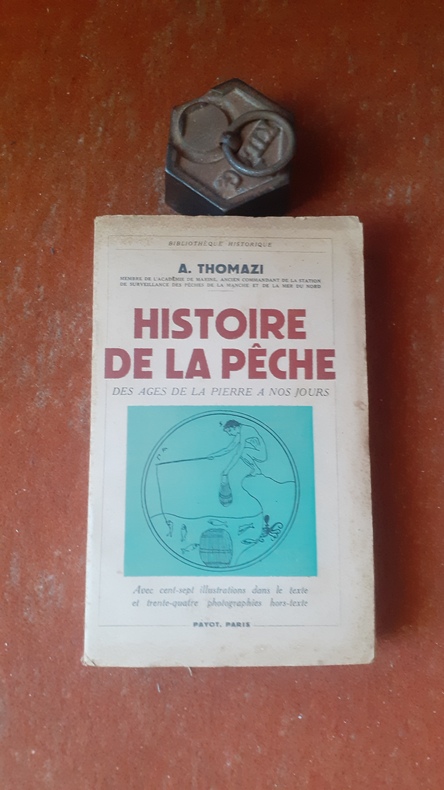 BIBLIOTHÈQUE HISTORIQUE
A. THOMAZI
MEMBRE DE L'ACADÉMIE DE MARINE, ANCIEN COMMANDANT DE LA STATION
DE SURVEILLANCE DES PÊCHES DE LA MANCHE ET DE LA MER DU NORD
HISTOIRE
DE LA PÊCHE
DES AGES DE LA PIERRE A NOS JOURS
Avec cent-sept illustrations dans le texte
et trente-quatre photographies hors-texte
PAYOT, PARIS